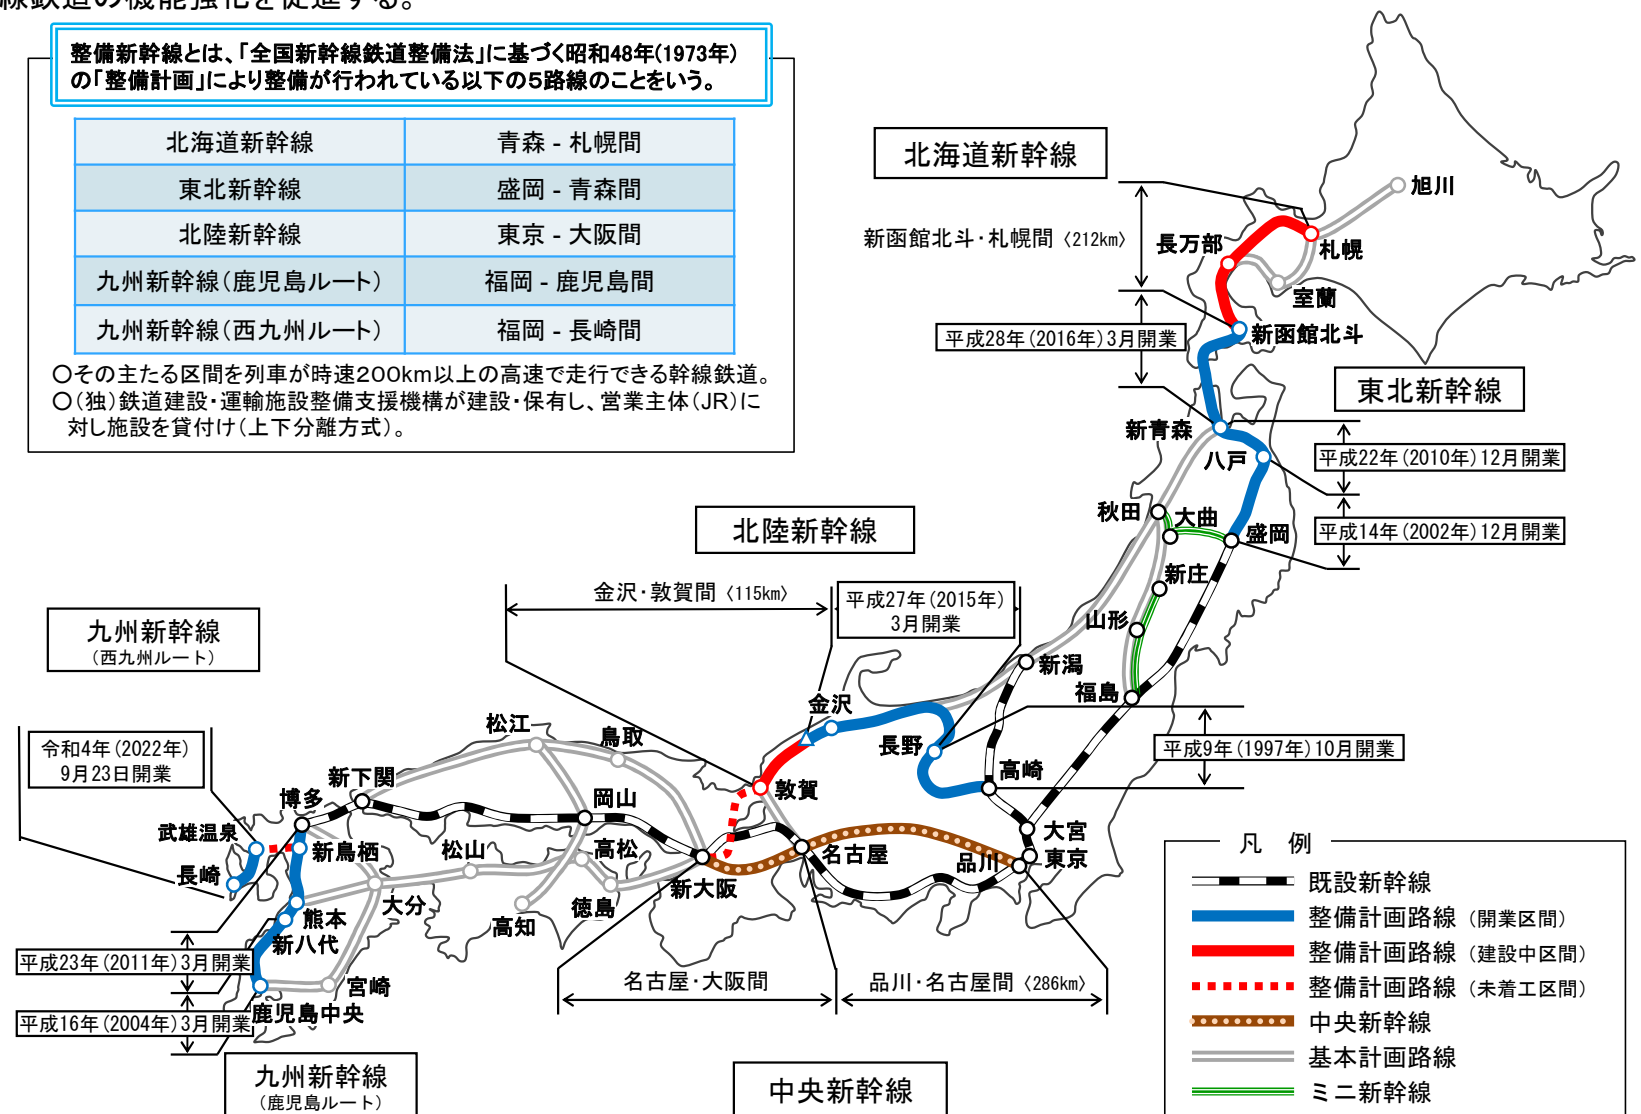 線鉄道の機能強化を促進する。
整備新幹線とは、「全国新幹線鉄道整備法」に基づく昭和48年(1973年)
の「整備計画」により整備が行われている以下の５路線のことをいう。
北海道新幹線 青森 - 札幌間
東北新幹線 盛岡 - 青森間
北陸新幹線 東京 - 大阪間
九州新幹線(鹿児島ルート) 福岡 - 鹿児島間
九州新幹線(西九州ルート) 福岡 - 長崎間
○その主たる区間を列車が時速２００km以上の高速で走行できる幹線鉄道。
○(独)鉄道建設・運輸施設整備支援機構が建設・保有し、営業主体(JR)に
対し施設を貸付け(上下分離方式)。
北海道新幹線
旭川
新函館北斗・札幌間〈212km〉
長万部
札幌
室蘭
平成28年(2016年)3月開業
新函館北斗
東北新幹線
新青森
八戸
平成22年(2010年)12月開業
秋田
大曲
盛岡
平成14年(2002年)12月開業
北陸新幹線
新庄
金沢・敦賀間〈115km〉
平成27年(2015年)
3月開業
山形
九州新幹線
(西九州ルート)
新潟
福島
金沢
松江
鳥取
長野
平成9年(1997年)10月開業
令和4年(2022年)
9月23日開業
新下関
高崎
敦賀
博多
岡山
大宮
武雄温泉
新鳥栖
松山
高松
名古屋
品川
東京
長崎
新大阪
大分
徳島
熊本
高知
新八代
平成23年(2011年)3月開業
宮崎
名古屋・大阪間
品川・名古屋間〈286km〉
鹿児島中央
平成16年(2004年)3月開業
九州新幹線
(鹿児島ルート)
中央新幹線
凡 例
既設新幹線
整備計画路線(開業区間)
整備計画路線(建設中区間)
整備計画路線(未着工区間)
中央新幹線
基本計画路線
ミニ新幹線